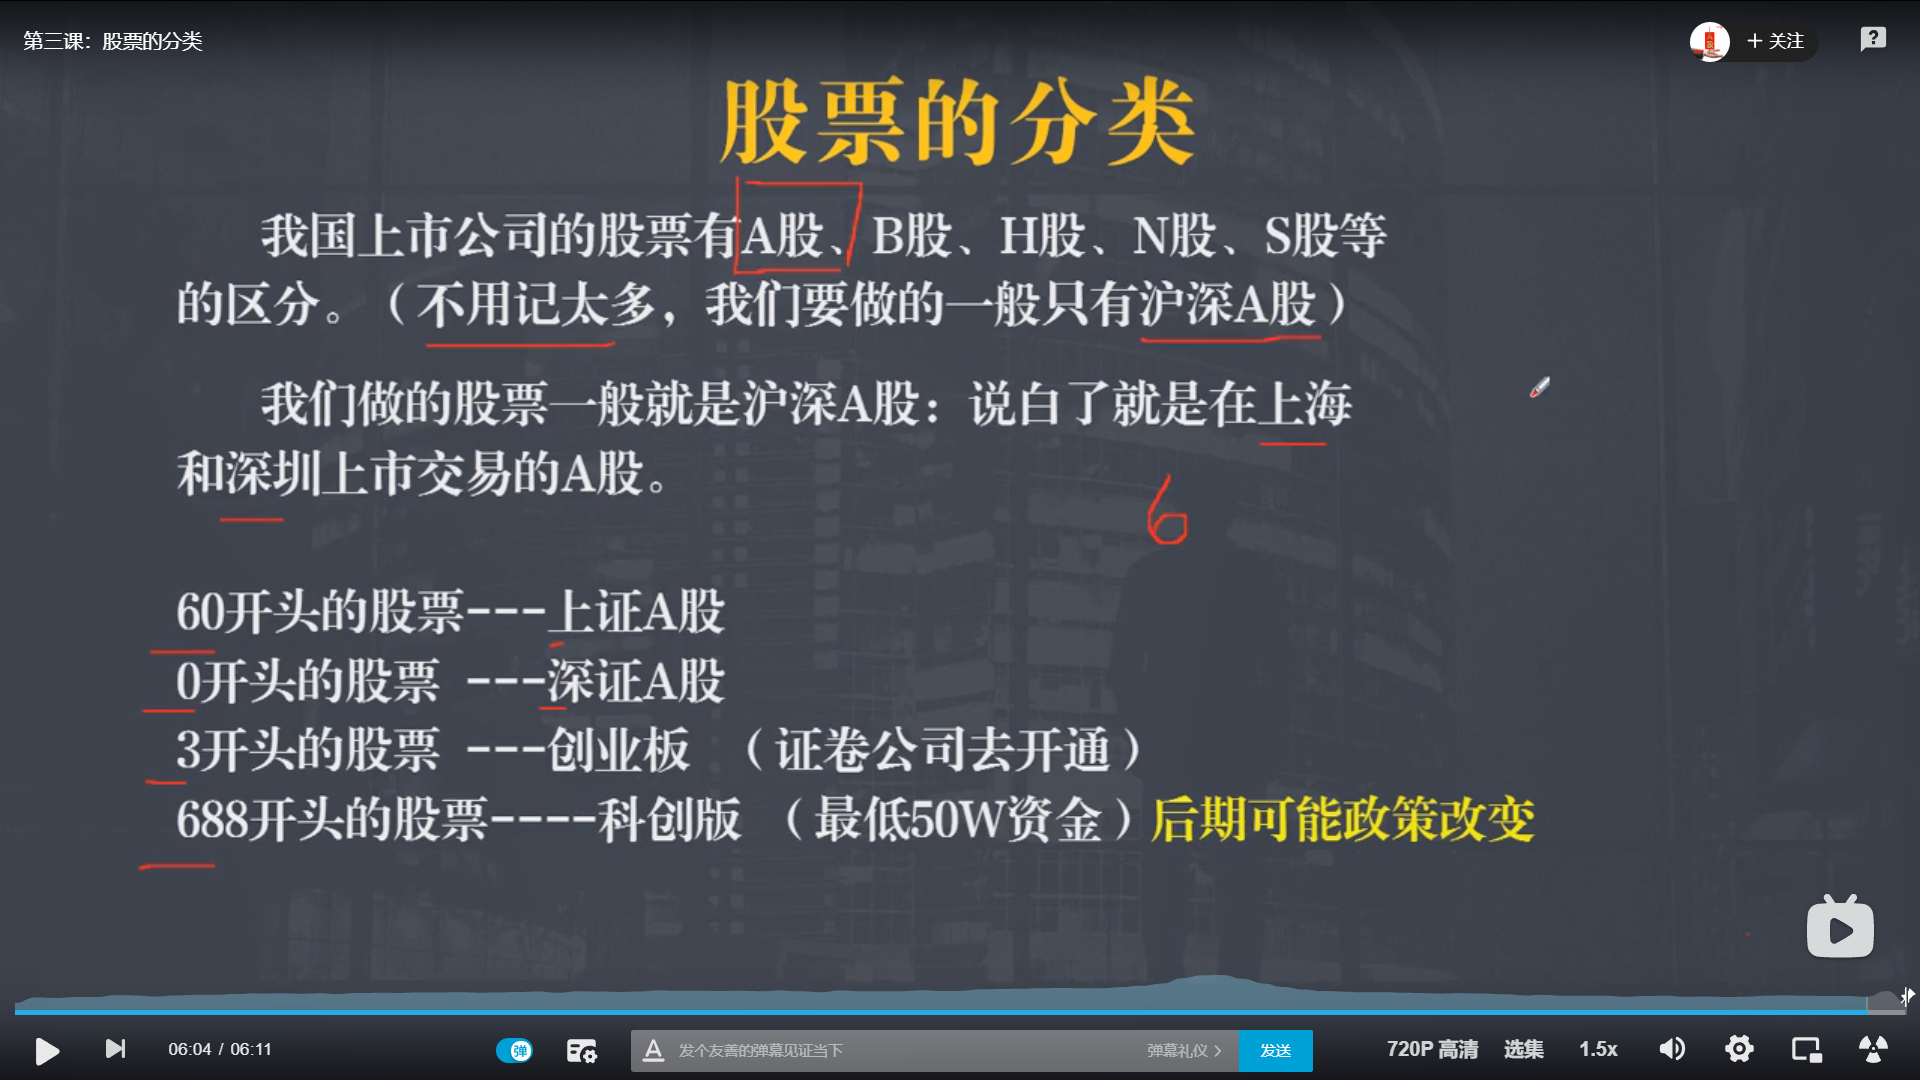 第三课：股票的分类
+ 关注
股票的分类
我国上市公司的股票有A股、B股、H股、N股、S股等
的区分。（不用记太多，我们要做的一般只有沪深A股）
我们做的股票一般就是沪深A股：说白了就是在上海
和深圳上市交易的A股。
6
60开头的股票---上证A股
0开头的股票 ---深证A股
3开头的股票 ---创业板 （证卷公司去开通）
688开头的股票----科创版 （最低50W资金）后期可能政策改变
06:04 / 06:11
弹
A 发个友善的弹幕见证当下
弹幕礼仪 >
发送
720P 高清
选集
1.5x